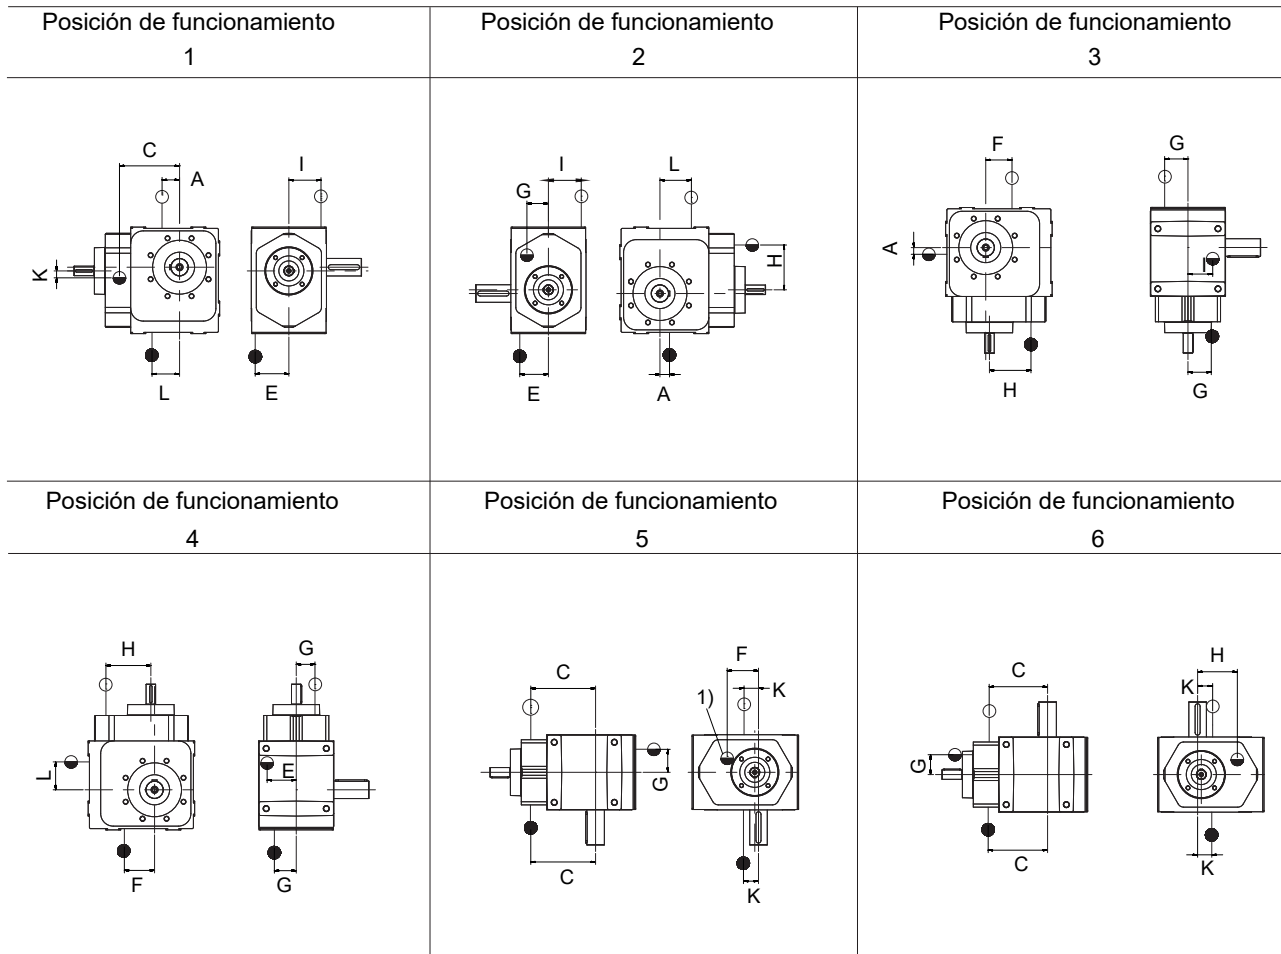 Posición de funcionamiento
1
Posición de funcionamiento
2
Posición de funcionamiento
3
C
A
I
K
L
E
G
I
L
H
E
A
F
G
A
I
H
G
Posición de funcionamiento
4
Posición de funcionamiento
5
Posición de funcionamiento
6
H
G
L
E
F
G
C
F
K
1)
G
C
K
C
H
K
G
C
K